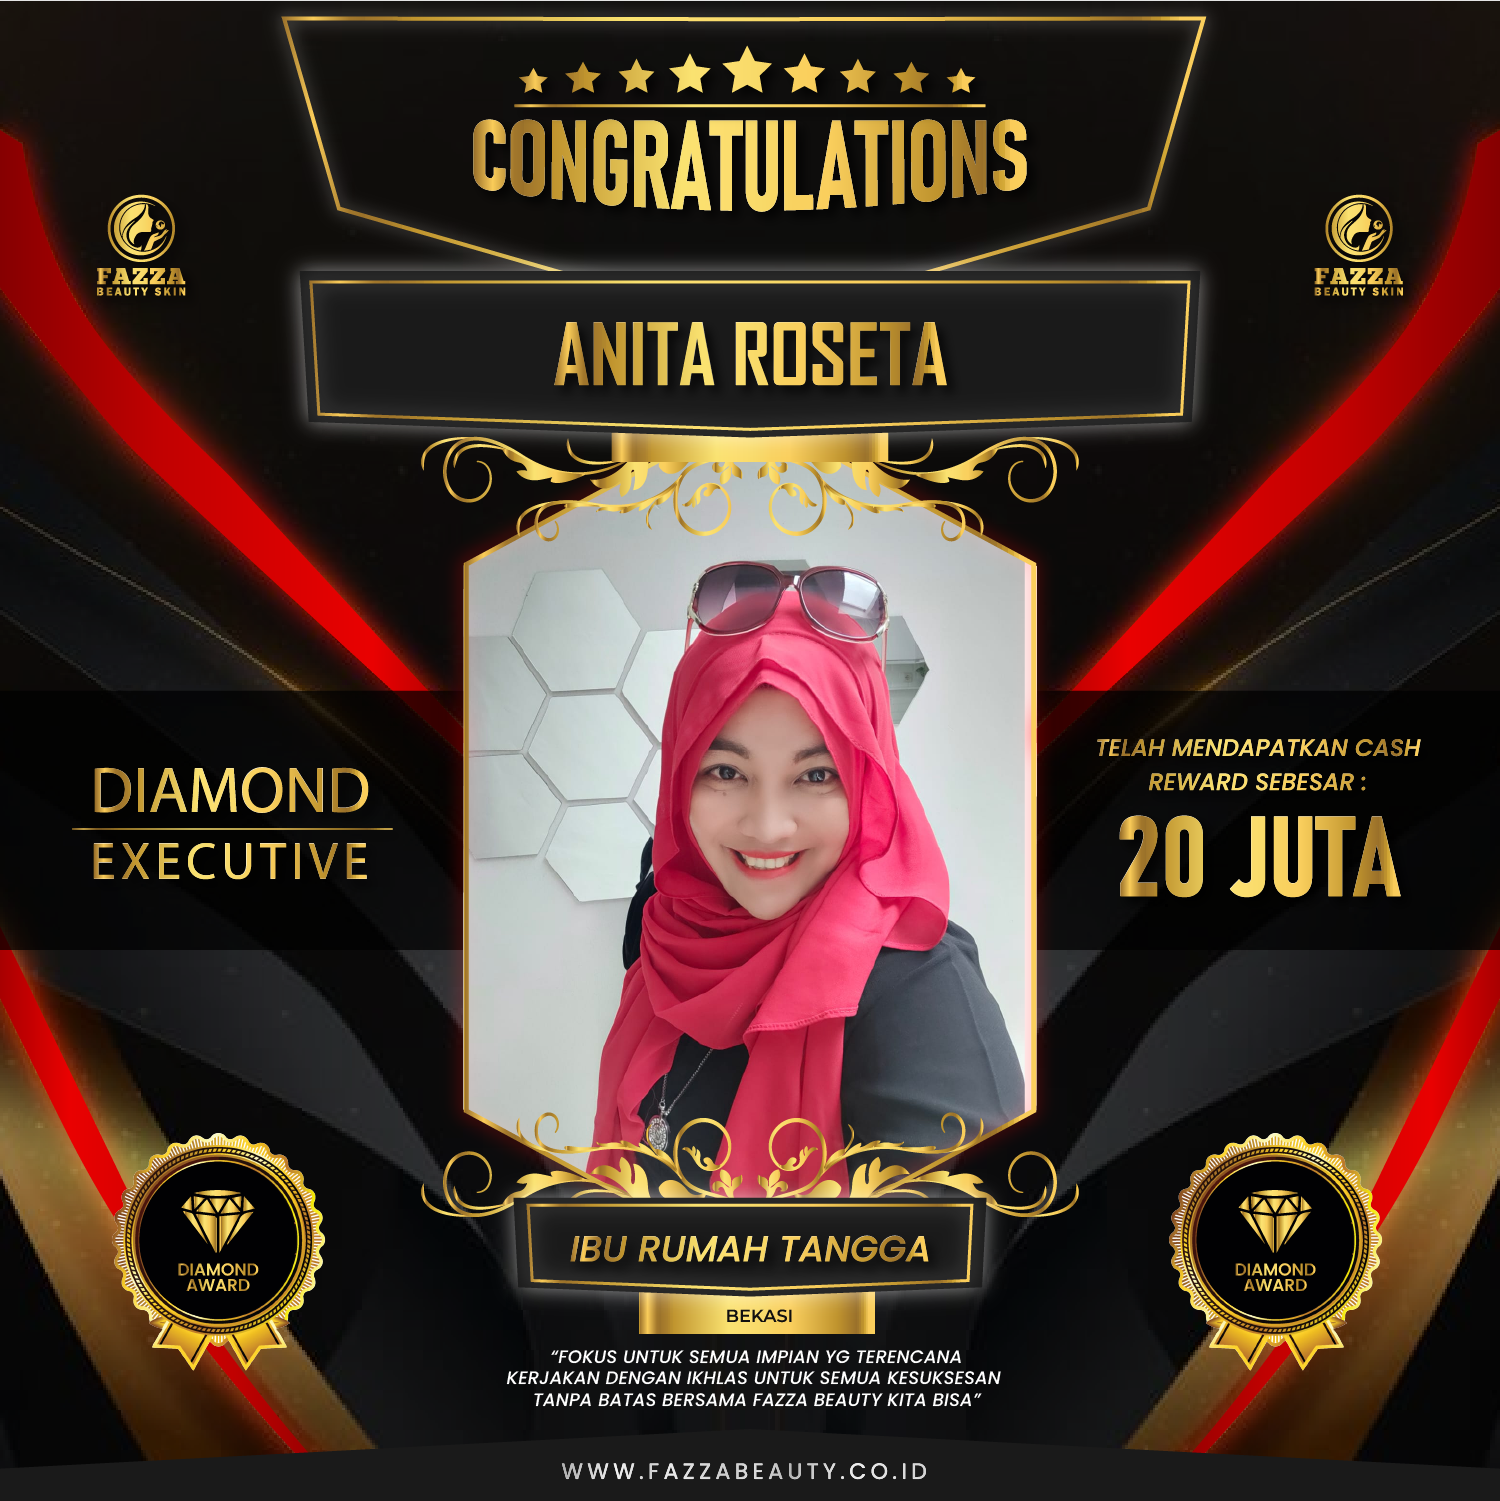 CONGRATULATIONS
FAZZA
BEAUTY SKIN
FAZZA
BEAUTY SKIN
ANITA ROSETA
DIAMOND
EXECUTIVE
TELAH MENDAPATKAN CASH
REWARD SEBESAR :
20 JUTA
DIAMOND
AWARD
DIAMOND
AWARD
IBU RUMAH TANGGA
BEKASI
“FOKUS UNTUK SEMUA IMPIAN YG TERENCANA
KERJAKAN DENGAN IKHLAS UNTUK SEMUA KESUKSESAN
TANPA BATAS BERSAMA FAZZA BEAUTY KITA BISA”
WWW.FAZZABEAUTY.CO.ID